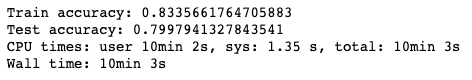 Train accuracy: 0.8335661764705883
Test accuracy: 0.7997941327843541
CPU times: user 10min 2s, sys: 1.35 s, total: 10min 3s
Wall time: 10min 3s